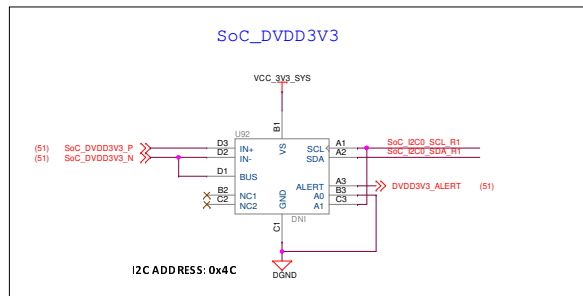 SoC_DVDD3V3
VCC_3V3_SYS
U92
B1
(51) SoC_DVDD3V3_P D3 IN+ VS SCL A1 SoC_I2C0_SCL_R1
(51) SoC_DVDD3V3_N D2 IN- SDA A2 SoC_I2C0_SDA_R1
D1 BUS
ALERT A3 DVDD3V3_ALERT (51)
B2 NC1 A0 B3
C2 NC2 GND A1 C3
C1 DNI
I2C ADDRESS: 0x4C
DGND